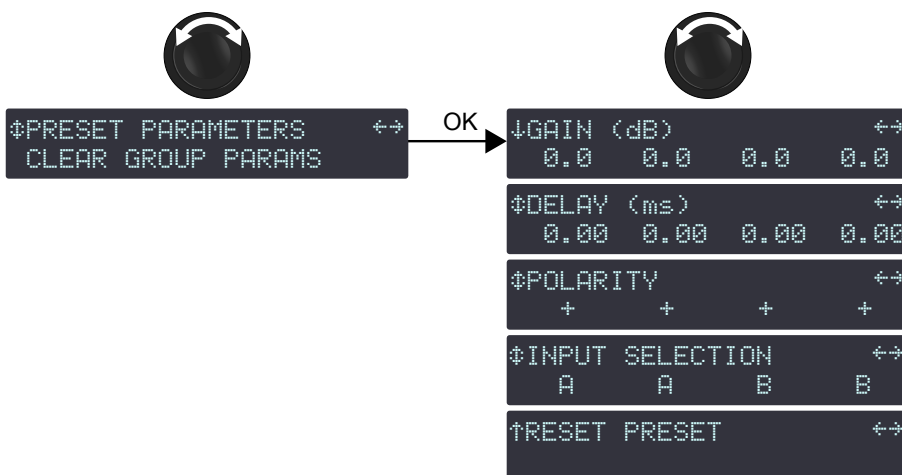 ↕PRESET PARAMETERS ↔
CLEAR GROUP PARAMS
OK
↓GAIN (dB) ↔
0.0 0.0 0.0 0.0
↕DELAY (ms) ↔
0.00 0.00 0.00 0.00
↕POLARITY ↔
+ + + +
↕INPUT SELECTION ↔
A A B B
↑RESET PRESET ↔